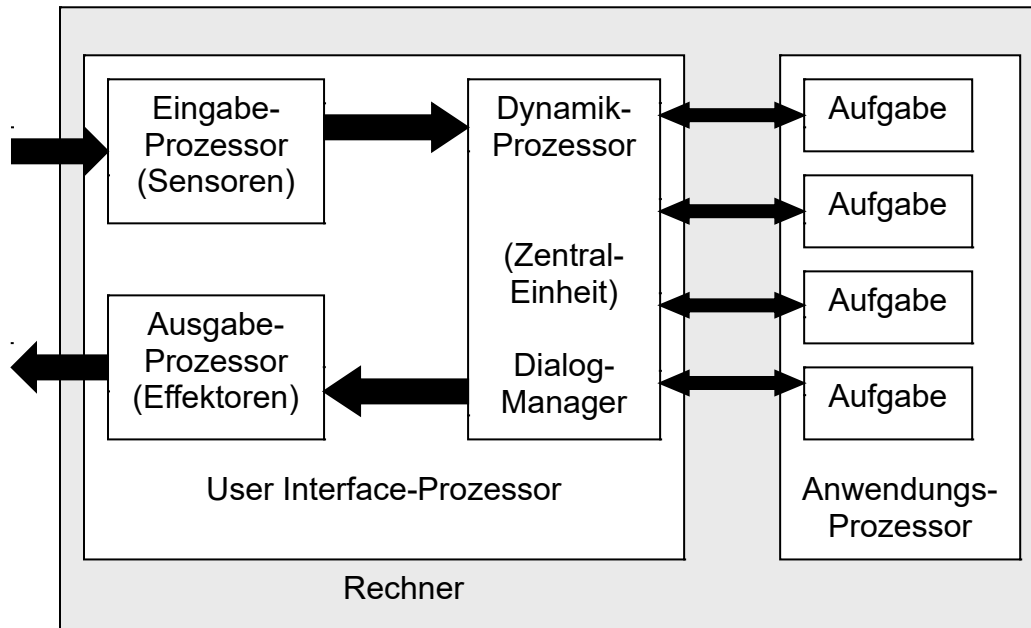 Eingabe-
Prozessor
(Sensoren)
Dynamik-
Prozessor
(Zentral-
Einheit)
Dialog-
Manager
Ausgabe-
Prozessor
(Effektoren)
User Interface-Prozessor
Aufgabe
Aufgabe
Aufgabe
Aufgabe
Anwendungs-
Prozessor
Rechner